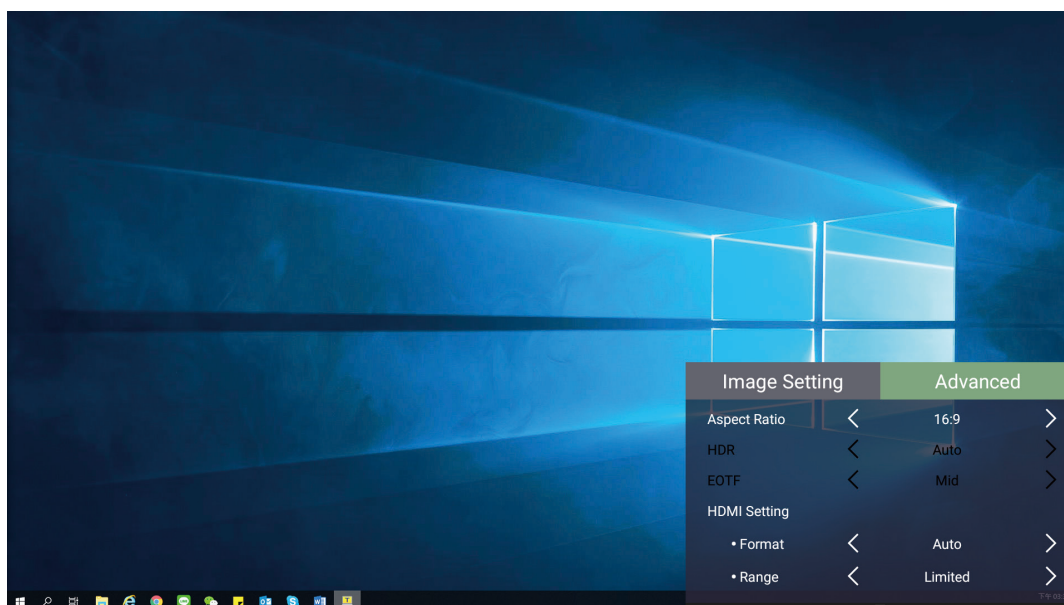 Image Setting Advanced
Aspect Ratio 16:9
HDR Auto
EOTF Mid
HDMI Setting
• Format Auto
• Range Limited